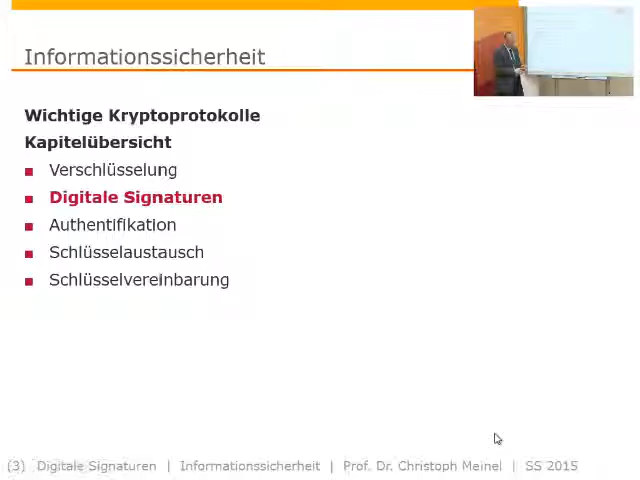 Informationssicherheit
Wichtige Kryptoprotokolle
Kapitelübersicht
Verschlüsselung
Digitale Signaturen
Authentifikation
Schlüsselaustausch
Schlüsselvereinbarung
(3) Digitale Signaturen | Informationssicherheit | Prof. Dr. Christoph Meinel | SS 2015